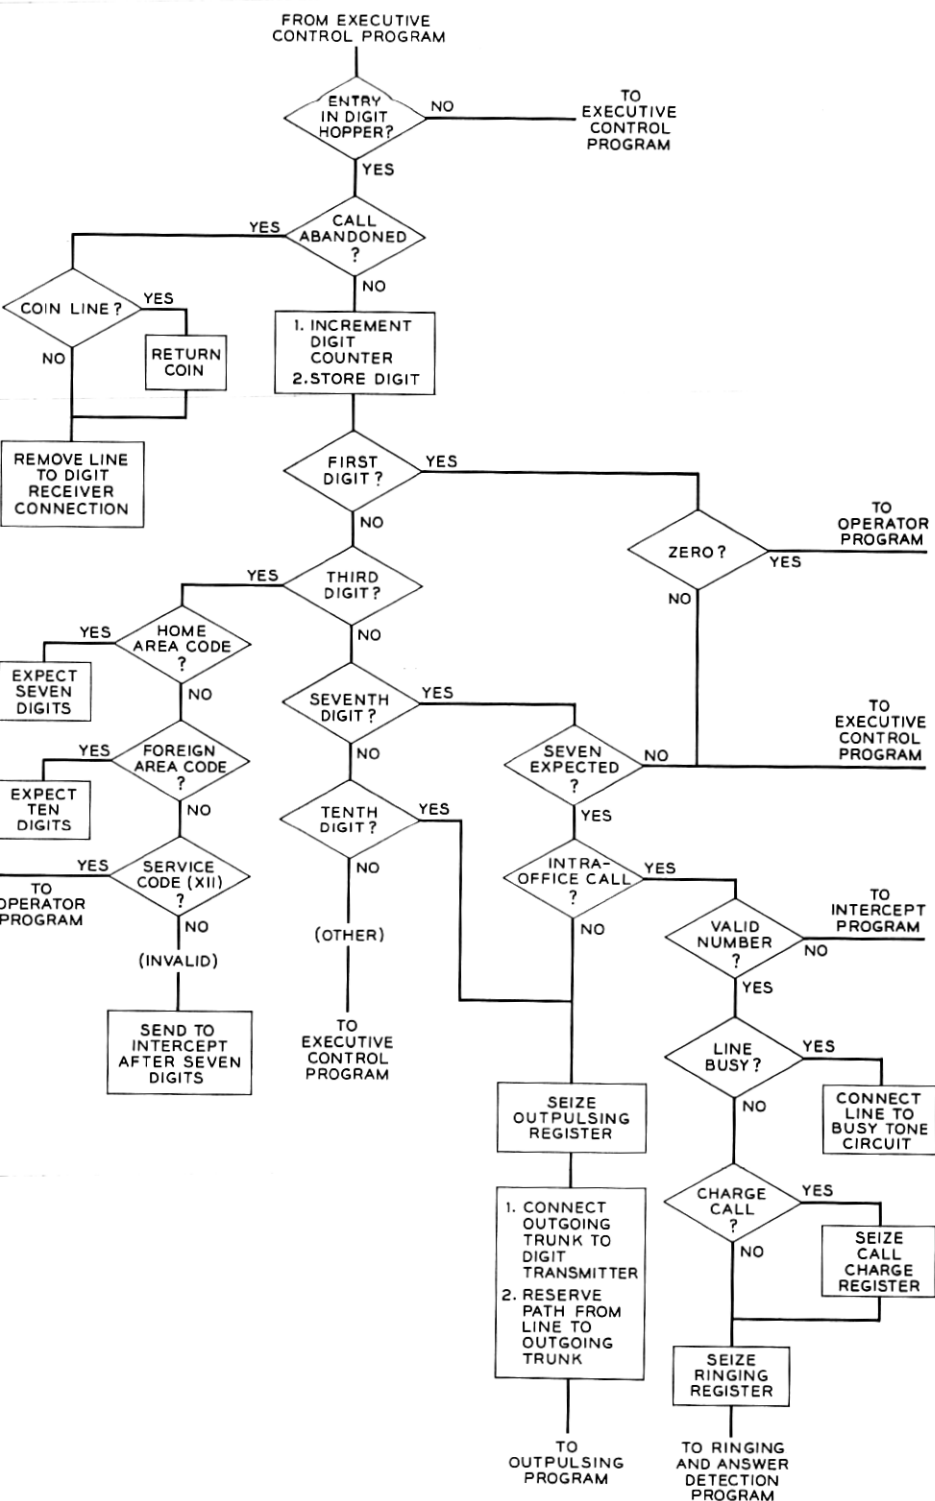 FROM EXECUTIVE
CONTROL PROGRAM
ENTRY
IN DIGIT
HOPPER?
NO
TO
EXECUTIVE
CONTROL
PROGRAM
YES
CALL
ABANDONED
?
YES
NO
COIN LINE?
YES
NO
RETURN
COIN
1. INCREMENT
DIGIT
COUNTER
2. STORE DIGIT
REMOVE LINE
TO DIGIT
RECEIVER
CONNECTION
FIRST
DIGIT?
YES
NO
ZERO?
YES
TO
OPERATOR
PROGRAM
NO
THIRD
DIGIT?
YES
NO
HOME
AREA CODE
?
YES
NO
EXPECT
SEVEN
DIGITS
SEVENTH
DIGIT?
YES
NO
SEVEN
EXPECTED
?
NO
TO
EXECUTIVE
CONTROL
PROGRAM
YES
FOREIGN
AREA CODE
?
YES
NO
EXPECT
TEN
DIGITS
TENTH
DIGIT?
YES
NO
SERVICE
CODE (XII)
?
YES
TO
OPERATOR
PROGRAM
NO
(INVALID)
SEND TO
INTERCEPT
AFTER SEVEN
DIGITS
(OTHER)
TO
EXECUTIVE
CONTROL
PROGRAM
INTRA-
OFFICE CALL
?
YES
NO
VALID
NUMBER
?
NO
TO
INTERCEPT
PROGRAM
YES
LINE
BUSY?
YES
NO
CONNECT
LINE TO
BUSY TONE
CIRCUIT
SEIZE
OUTPULSING
REGISTER
1. CONNECT
OUTGOING
TRUNK TO
DIGIT
TRANSMITTER
2. RESERVE
PATH FROM
LINE TO
OUTGOING
TRUNK
TO
OUTPULSING
PROGRAM
CHARGE
CALL
?
YES
NO
SEIZE
CALL
CHARGE
REGISTER
SEIZE
RINGING
REGISTER
TO RINGING
AND ANSWER
DETECTION
PROGRAM